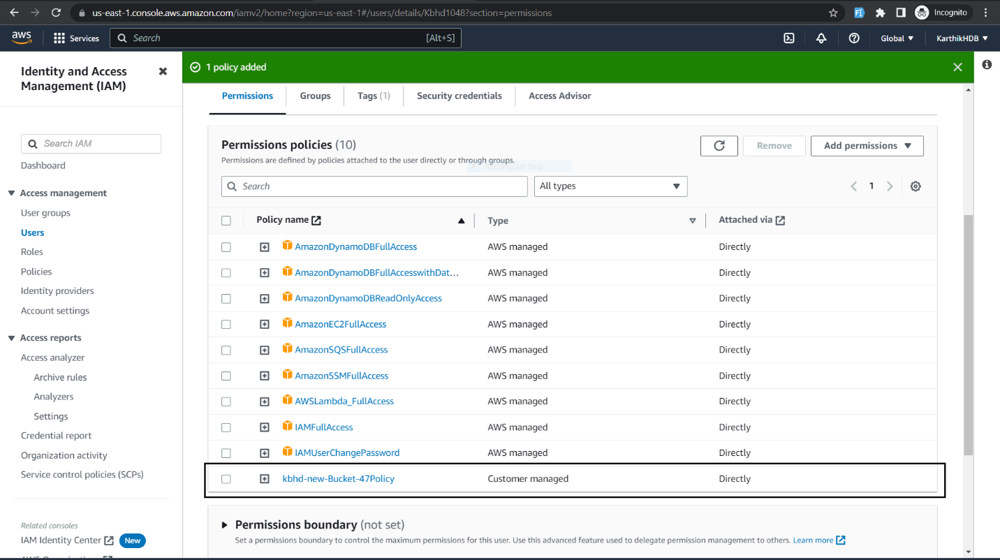 us-east-1.console.aws.amazon.com/iamv2/home?region=us-east-1#/users/details/Kbhd1048?section=permissions
Incognito
aws
Services
Search
[Alt+S]
Global
KarthikHDB
Identity and Access
Management (IAM)
Search IAM
Dashboard
Access management
User groups
Users
Roles
Policies
Identity providers
Account settings
Access reports
Access analyzer
Archive rules
Analyzers
Settings
Credential report
Organization activity
Service control policies (SCPs)
Related consoles
IAM Identity Center New
1 policy added
Permissions Groups Tags (1) Security credentials Access Advisor
Permissions policies (10)
Remove
Add permissions
Permissions are defined by policies attached to the user directly or through groups.
Rectangular Snip
Search
All types
1
Policy name Type Attached via
AmazonDynamoDBFullAccess AWS managed Directly
AmazonDynamoDBFullAccesswithDat... AWS managed Directly
AmazonDynamoDBReadOnlyAccess AWS managed Directly
AmazonEC2FullAccess AWS managed Directly
AmazonSQSFullAccess AWS managed Directly
AmazonSSMFullAccess AWS managed Directly
AWSLambda_FullAccess AWS managed Directly
IAMFullAccess AWS managed Directly
IAMUserChangePassword AWS managed Directly
kbhd-new-Bucket-47Policy Customer managed Directly
Permissions boundary (not set)
Set a permissions boundary to control the maximum permissions for this user. Use this advanced feature used to delegate permission management to others. Learn more